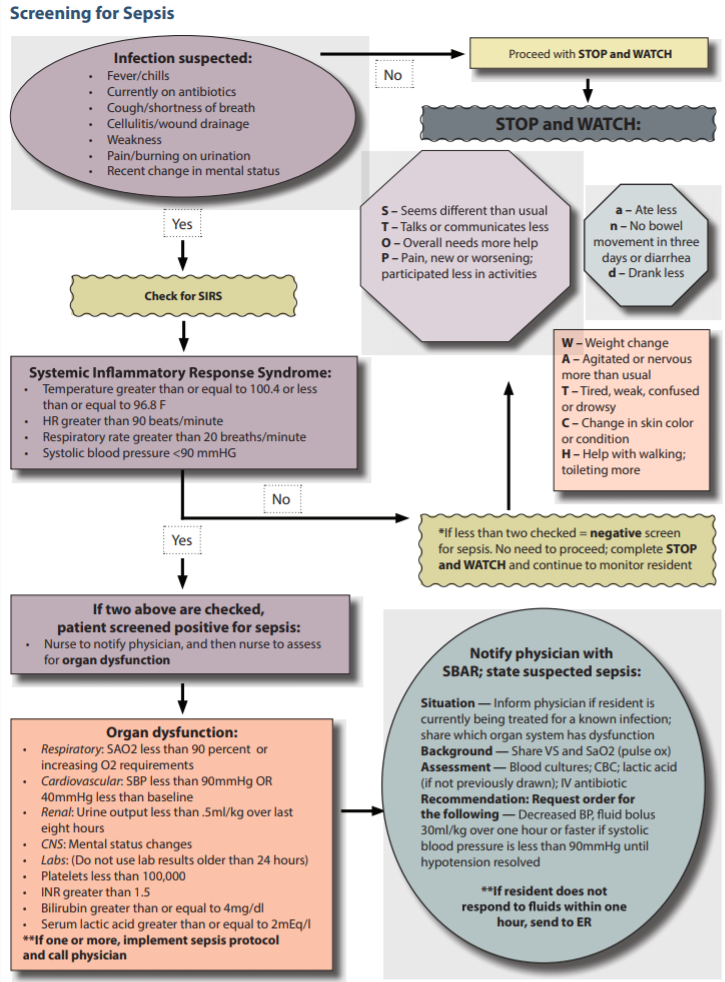 Screening for Sepsis
Infection suspected:
• Fever/chills
• Currently on antibiotics
• Cough/shortness of breath
• Cellulitis/wound drainage
• Weakness
• Pain/burning on urination
• Recent change in mental status
No
Proceed with STOP and WATCH
STOP and WATCH:
S – Seems different than usual
T – Talks or communicates less
O – Overall needs more help
P – Pain, new or worsening;
participated less in activities
a – Ate less
n – No bowel
movement in three
days or diarrhea
d – Drank less
W – Weight change
A – Agitated or nervous
more than usual
T – Tired, weak, confused
or drowsy
C – Change in skin color
or condition
H – Help with walking;
toileting more
Yes
Check for SIRS
Systemic Inflammatory Response Syndrome:
• Temperature greater than or equal to 100.4 or less
than or equal to 96.8 F
• HR greater than 90 beats/minute
• Respiratory rate greater than 20 breaths/minute
• Systolic blood pressure <90 mmHG
No
*If less than two checked = negative screen
for sepsis. No need to proceed; complete STOP
and WATCH and continue to monitor resident
Yes
If two above are checked,
patient screened positive for sepsis:
• Nurse to notify physician, and then nurse to assess
for organ dysfunction
Organ dysfunction:
• Respiratory: SAO2 less than 90 percent or
increasing O2 requirements
• Cardiovascular: SBP less than 90mmHg OR
40mmHg less than baseline
• Renal: Urine output less than .5ml/kg over last
eight hours
• CNS: Mental status changes
• Labs: (Do not use lab results older than 24 hours)
• Platelets less than 100,000
• INR greater than 1.5
• Bilirubin greater than or equal to 4mg/dl
• Serum lactic acid greater than or equal to 2mEq/l
**If one or more, implement sepsis protocol
and call physician
Notify physician with
SBAR; state suspected sepsis:
Situation — Inform physician if resident is
currently being treated for a known infection;
share which organ system has dysfunction
Background — Share VS and SaO2 (pulse ox)
Assessment — Blood cultures; CBC; lactic acid
(if not previously drawn); IV antibiotic
Recommendation: Request order for
the following — Decreased BP, fluid bolus
30ml/kg over one hour or faster if systolic
blood pressure is less than 90mmHg until
hypotension resolved
**If resident does not
respond to fluids within one
hour, send to ER